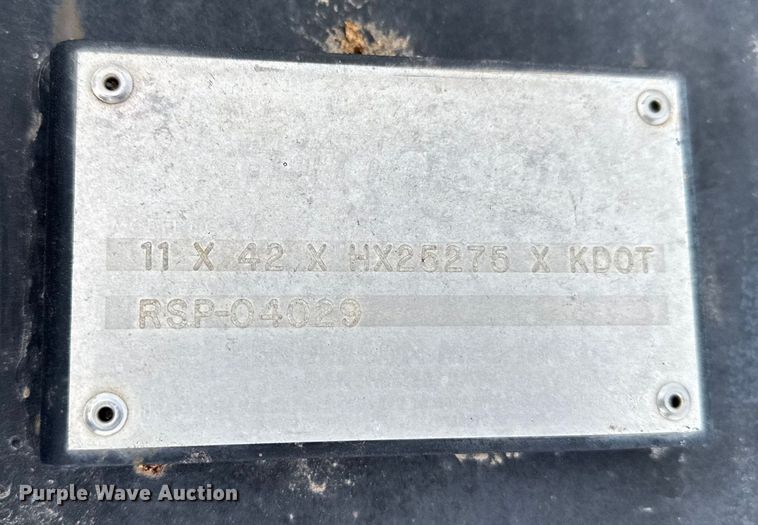 11 X 42 X HX25275 X KDOT
RSP-04029
Purple Wave Auction